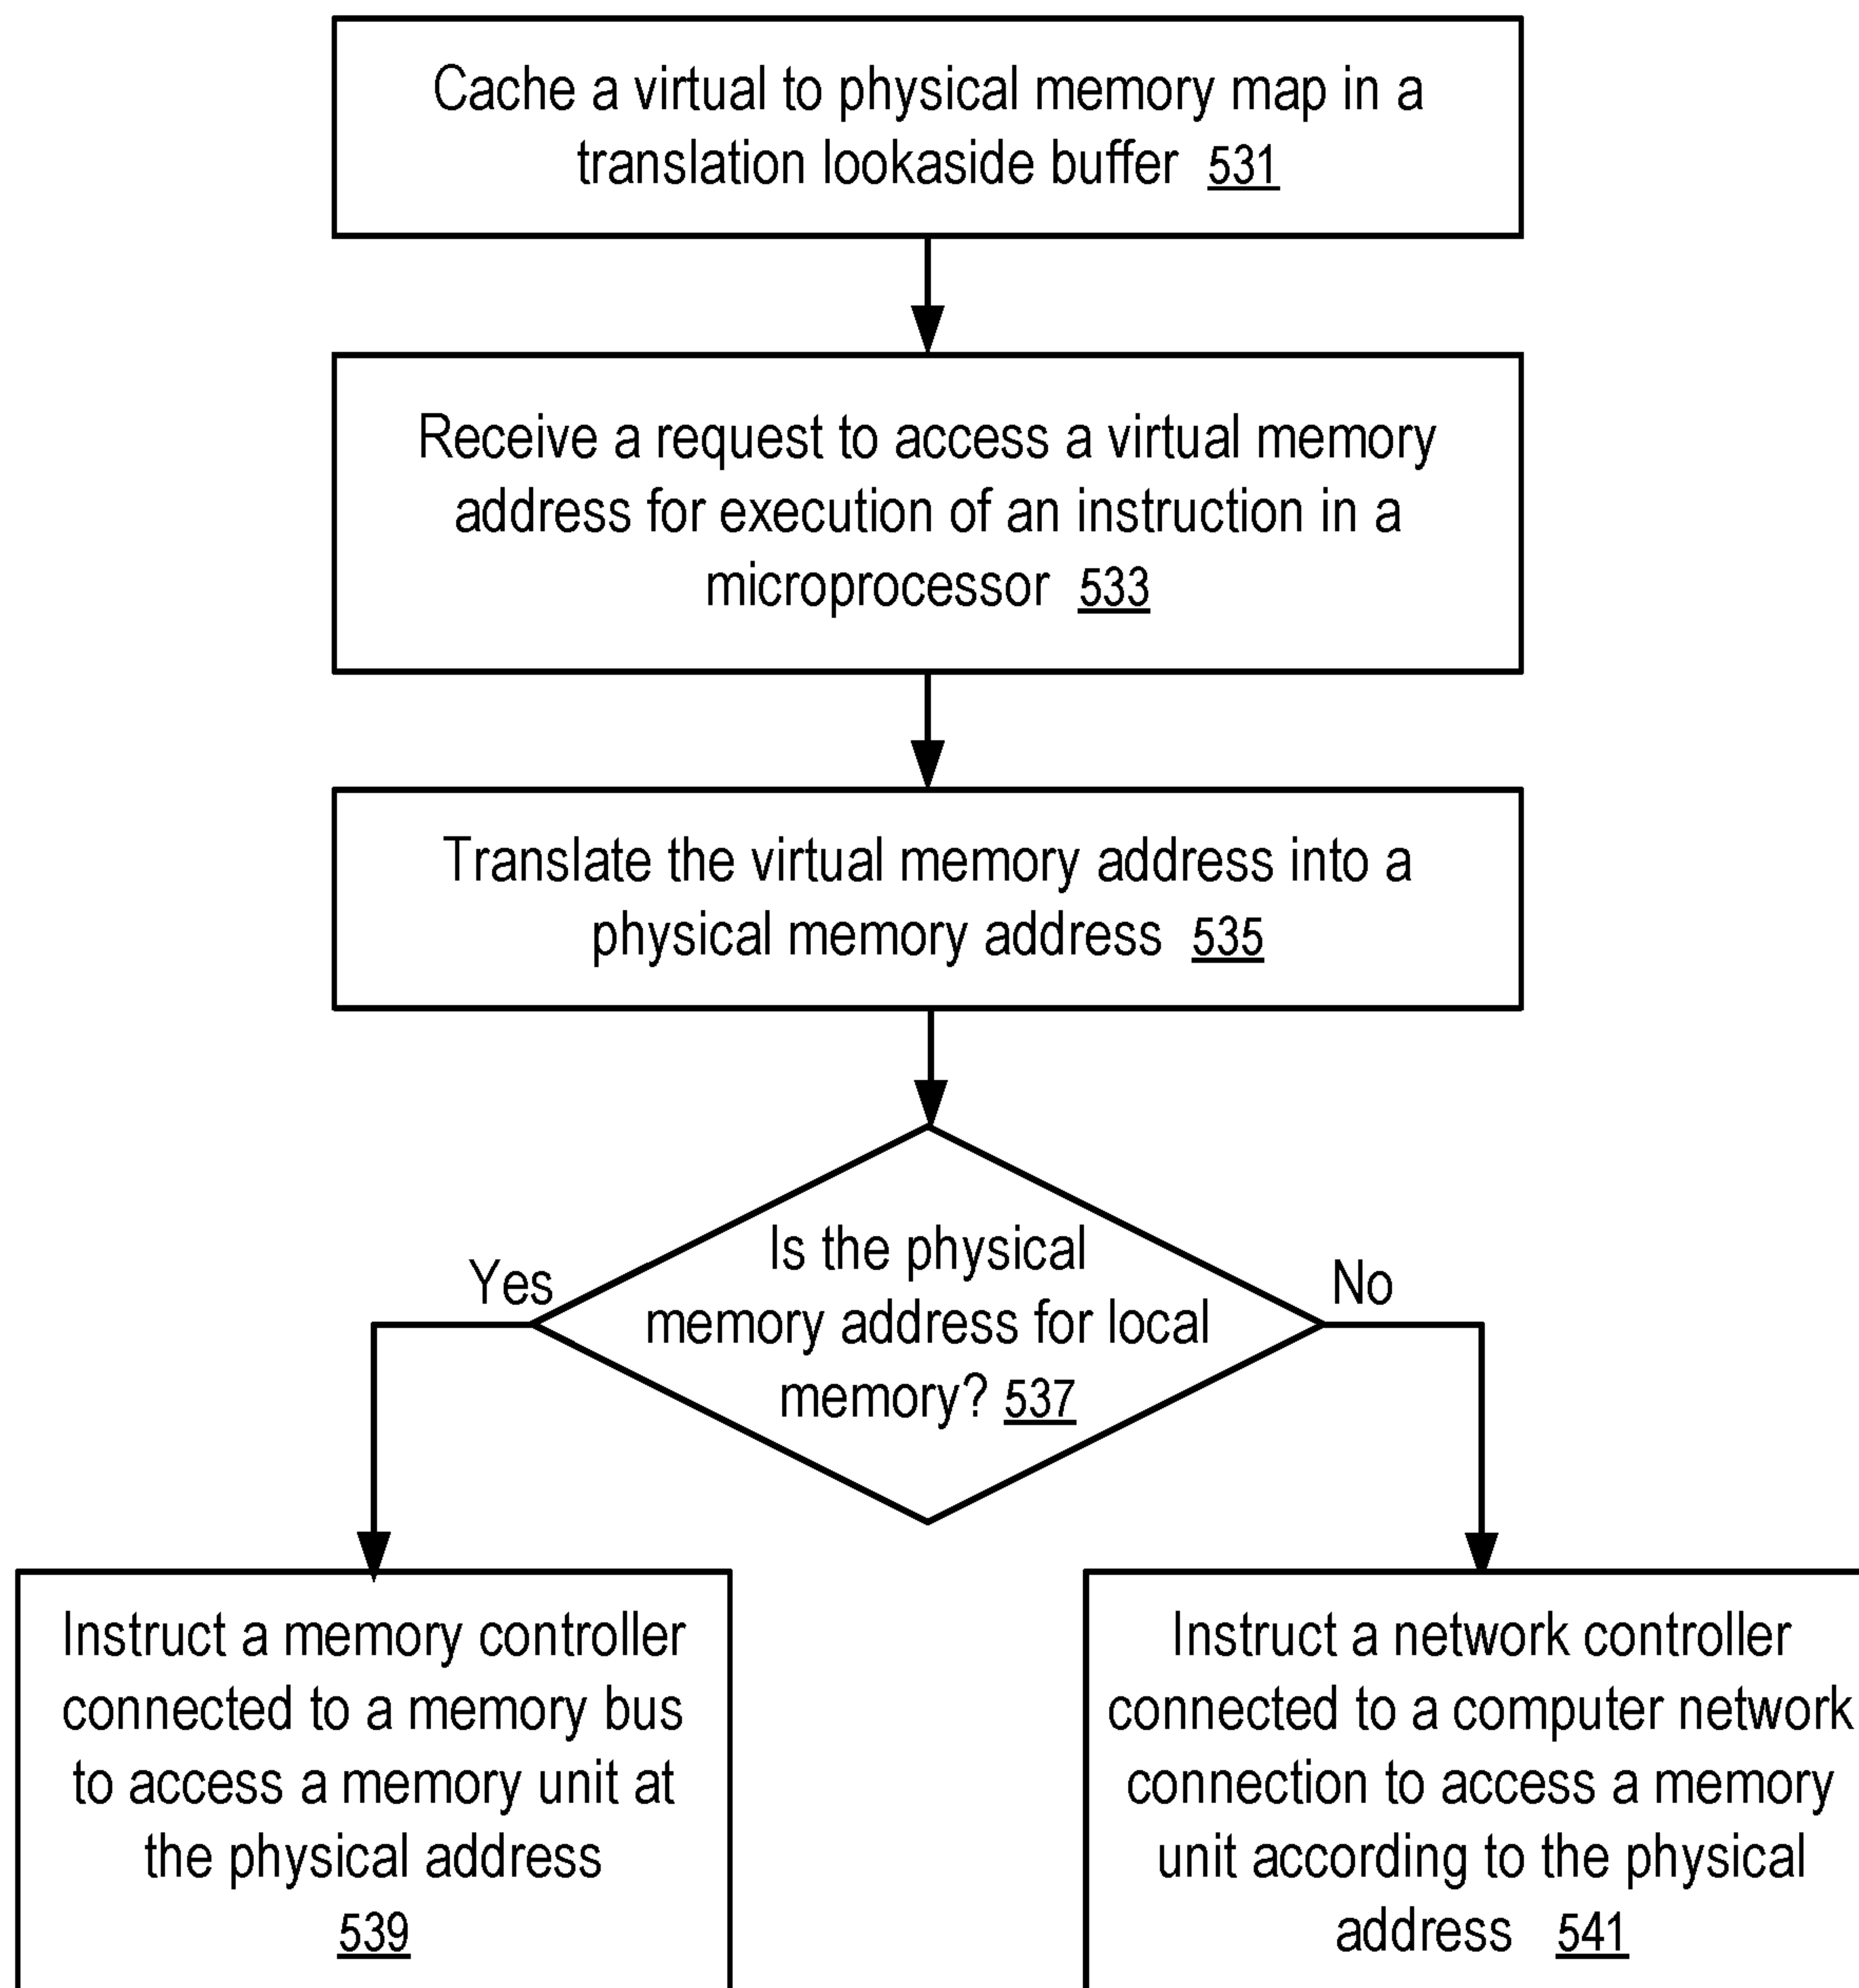 Cache a virtual to physical memory map in a
translation lookaside buffer 531
Receive a request to access a virtual memory
address for execution of an instruction in a
microprocessor 533
Translate the virtual memory address into a
physical memory address 535
Is the physical
memory address for local
memory? 537
Yes
No
Instruct a memory controller
connected to a memory bus
to access a memory unit at
the physical address
539
Instruct a network controller
connected to a computer network
connection to access a memory
unit according to the physical
address 541